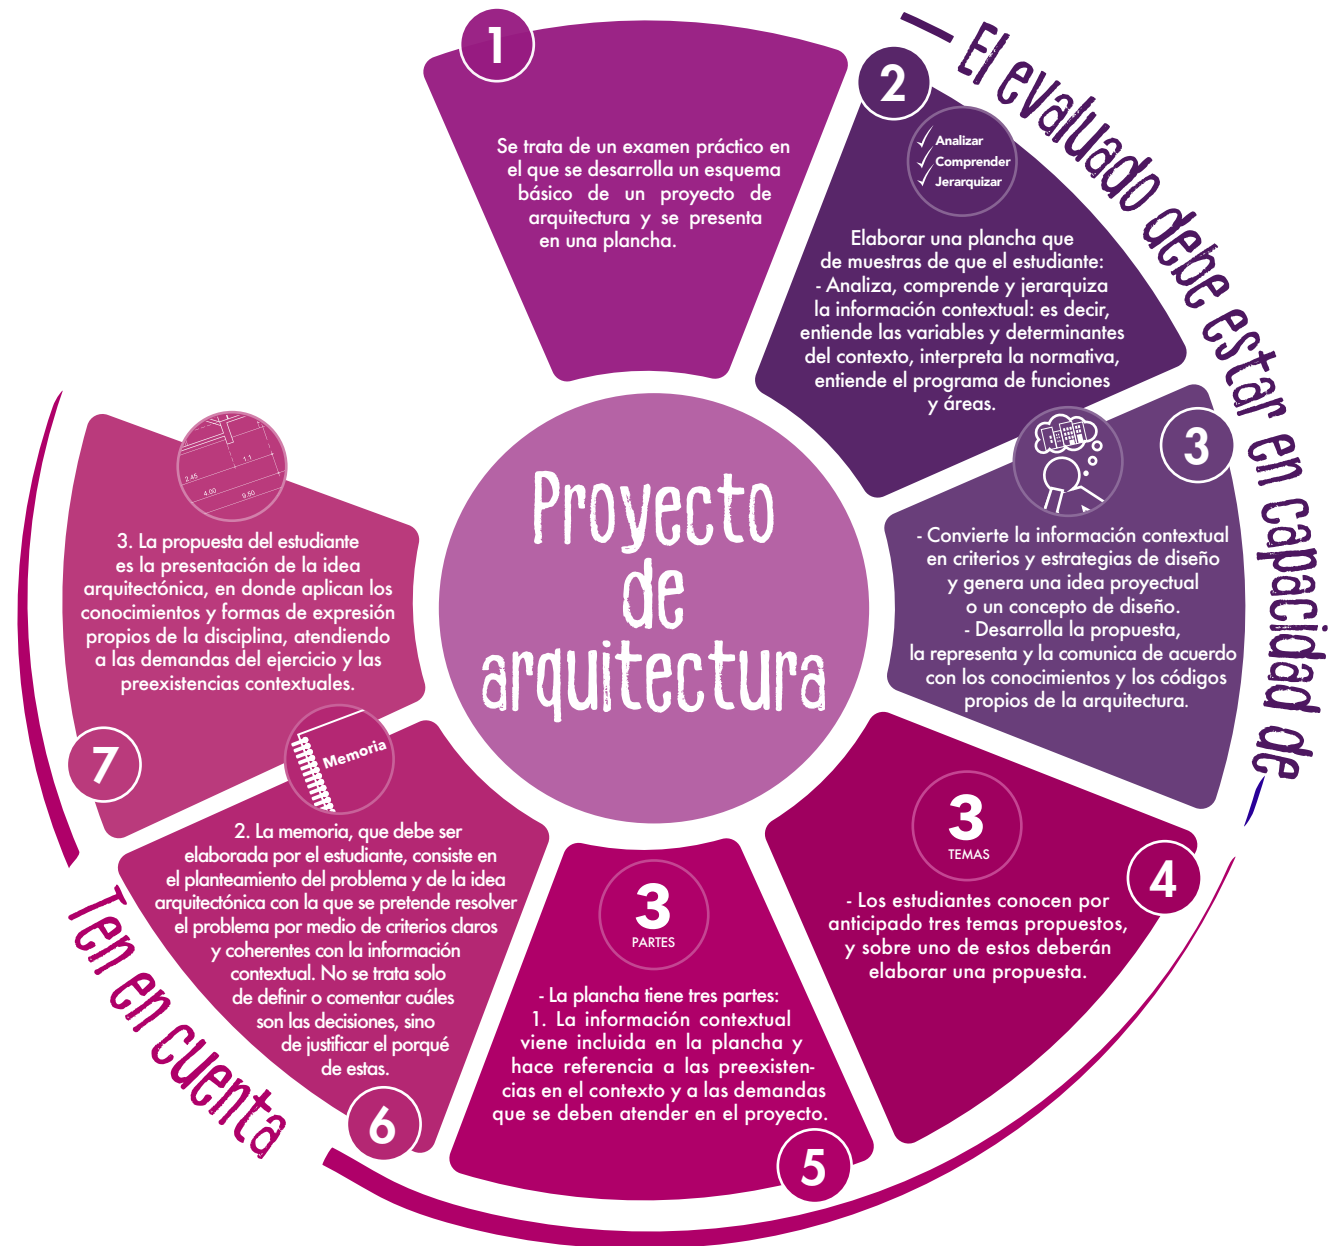 Proyecto
de
arquitectura
1
Se trata de un examen práctico en
el que se desarrolla un esquema
básico de un proyecto de
arquitectura y se presenta
en una plancha.
El evaluado debe estar en capacidad de
2
Analizar
Comprender
Jerarquizar
Elaborar una plancha que
de muestras de que el estudiante:
- Analiza, comprende y jerarquiza
la información contextual: es decir,
entiende las variables y determinantes
del contexto, interpreta la normativa,
entiende el programa de funciones
y áreas.
3
- Convierte la información contextual
en criterios y estrategias de diseño
y genera una idea proyectual
o un concepto de diseño.
- Desarrolla la propuesta,
la representa y la comunica de acuerdo
con los conocimientos y los códigos
propios de la arquitectura.
Ten en cuenta
4
3
TEMAS
- Los estudiantes conocen por
anticipado tres temas propuestos,
y sobre uno de estos deberán
elaborar una propuesta.
5
3
PARTES
- La plancha tiene tres partes:
1. La información contextual
viene incluida en la plancha y
hace referencia a las preexisten-
cias en el contexto y a las demandas
que se deben atender en el proyecto.
6
Memoria
2. La memoria, que debe ser
elaborada por el estudiante, consiste en
el planteamiento del problema y de la idea
arquitectónica con la que se pretende resolver
el problema por medio de criterios claros
y coherentes con la información
contextual. No se trata solo
de definir o comentar cuáles
son las decisiones, sino
de justificar el porqué
de estas.
7
1.1
2.45
4.00
9.50
3. La propuesta del estudiante
es la presentación de la idea
arquitectónica, en donde aplican los
conocimientos y formas de expresión
propios de la disciplina, atendiendo
a las demandas del ejercicio y las
preexistencias contextuales.